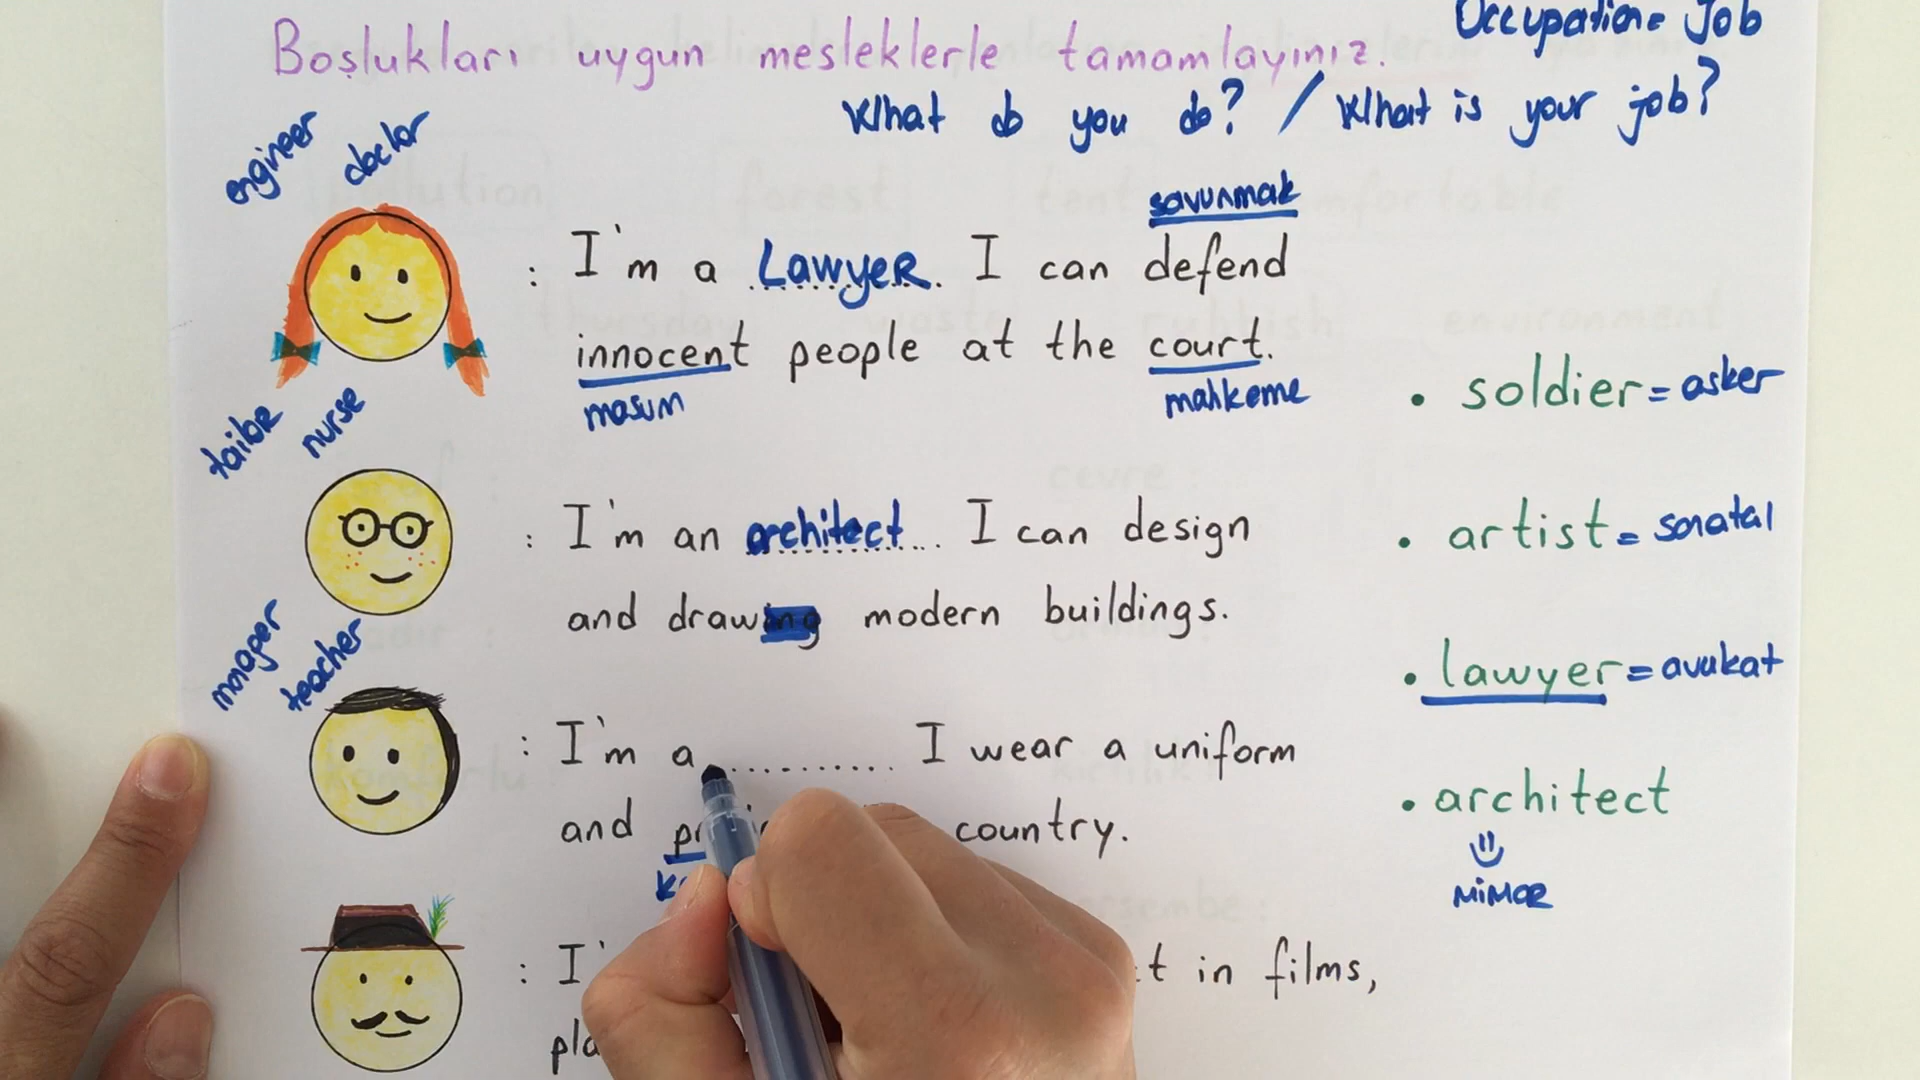 Occupation = Job
Boşlukları uygun mesleklerle tamamlayınız.
What do you do? / What is your job?
engineer
doctor
savunmak
: I'm a Lawyer. I can defend
innocent people at the court.
masum
mahkeme
• soldier = asker
nurse
: I'm an architect... I can design
• artist = sanatçı
and drawing modern buildings.
manager
teacher
• lawyer = avukat
: I'm a .......... I wear a uniform
• architect
and country.
MiMAR
: I' in films,